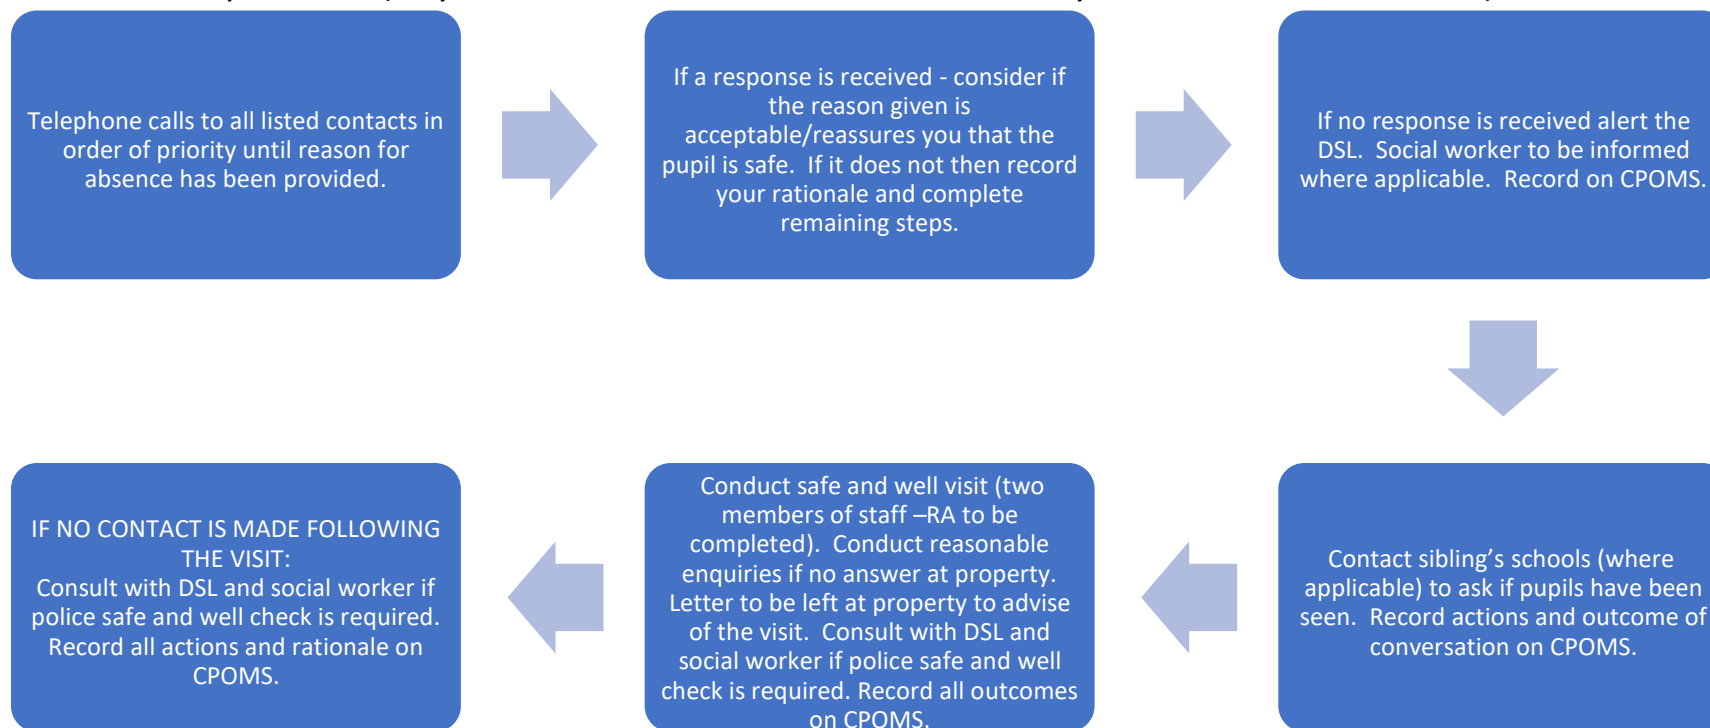 Telephone calls to all listed contacts in
order of priority until reason for
absence has been provided.
If a response is received - consider if
the reason given is
acceptable/reassures you that the
pupil is safe.  If it does not then record
your rationale and complete
remaining steps.
If no response is received alert the
DSL.  Social worker to be informed
where applicable.  Record on CPOMS.
Contact sibling's schools (where
applicable) to ask if pupils have been
seen.  Record actions and outcome of
conversation on CPOMS.
Conduct safe and well visit (two
members of staff –RA to be
completed).  Conduct reasonable
enquiries if no answer at property.
Letter to be left at property to advise
of the visit.  Consult with DSL and
social worker if police safe and well
check is required. Record all outcomes
on CPOMS.
IF NO CONTACT IS MADE FOLLOWING
THE VISIT:
Consult with DSL and social worker if
police safe and well check is required.
Record all actions and rationale on
CPOMS.